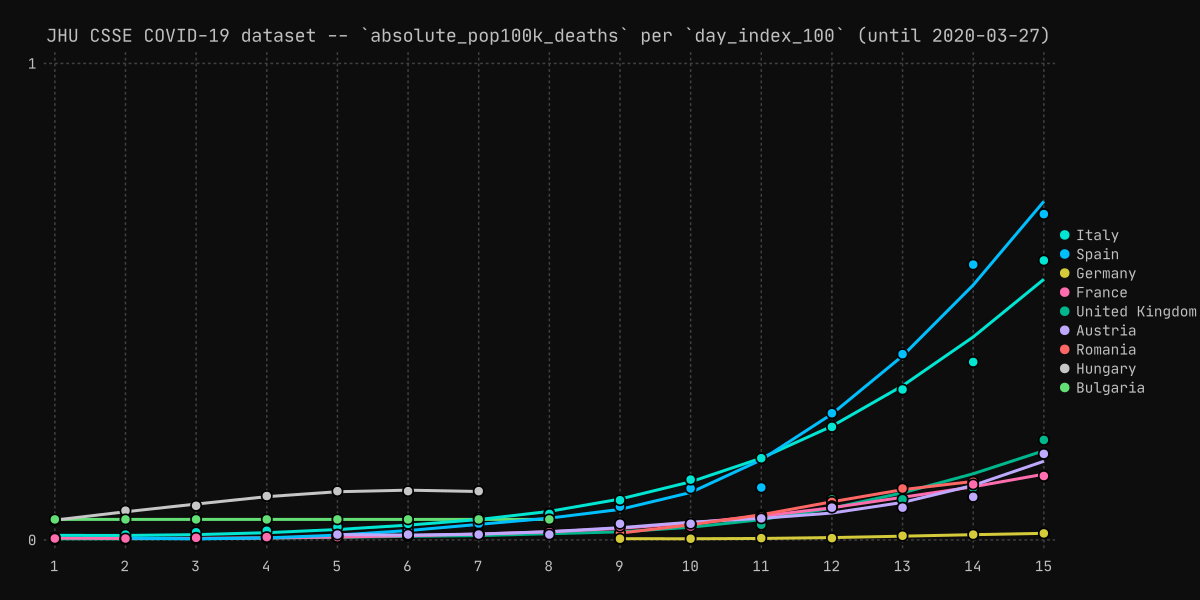 JHU CSSE COVID-19 dataset -- `absolute_pop100k_deaths` per `day_index_100` (until 2020-03-27)
1
0
1 2 3 4 5 6 7 8 9 10 11 12 13 14 15
Italy
Spain
Germany
France
United Kingdom
Austria
Romania
Hungary
Bulgaria